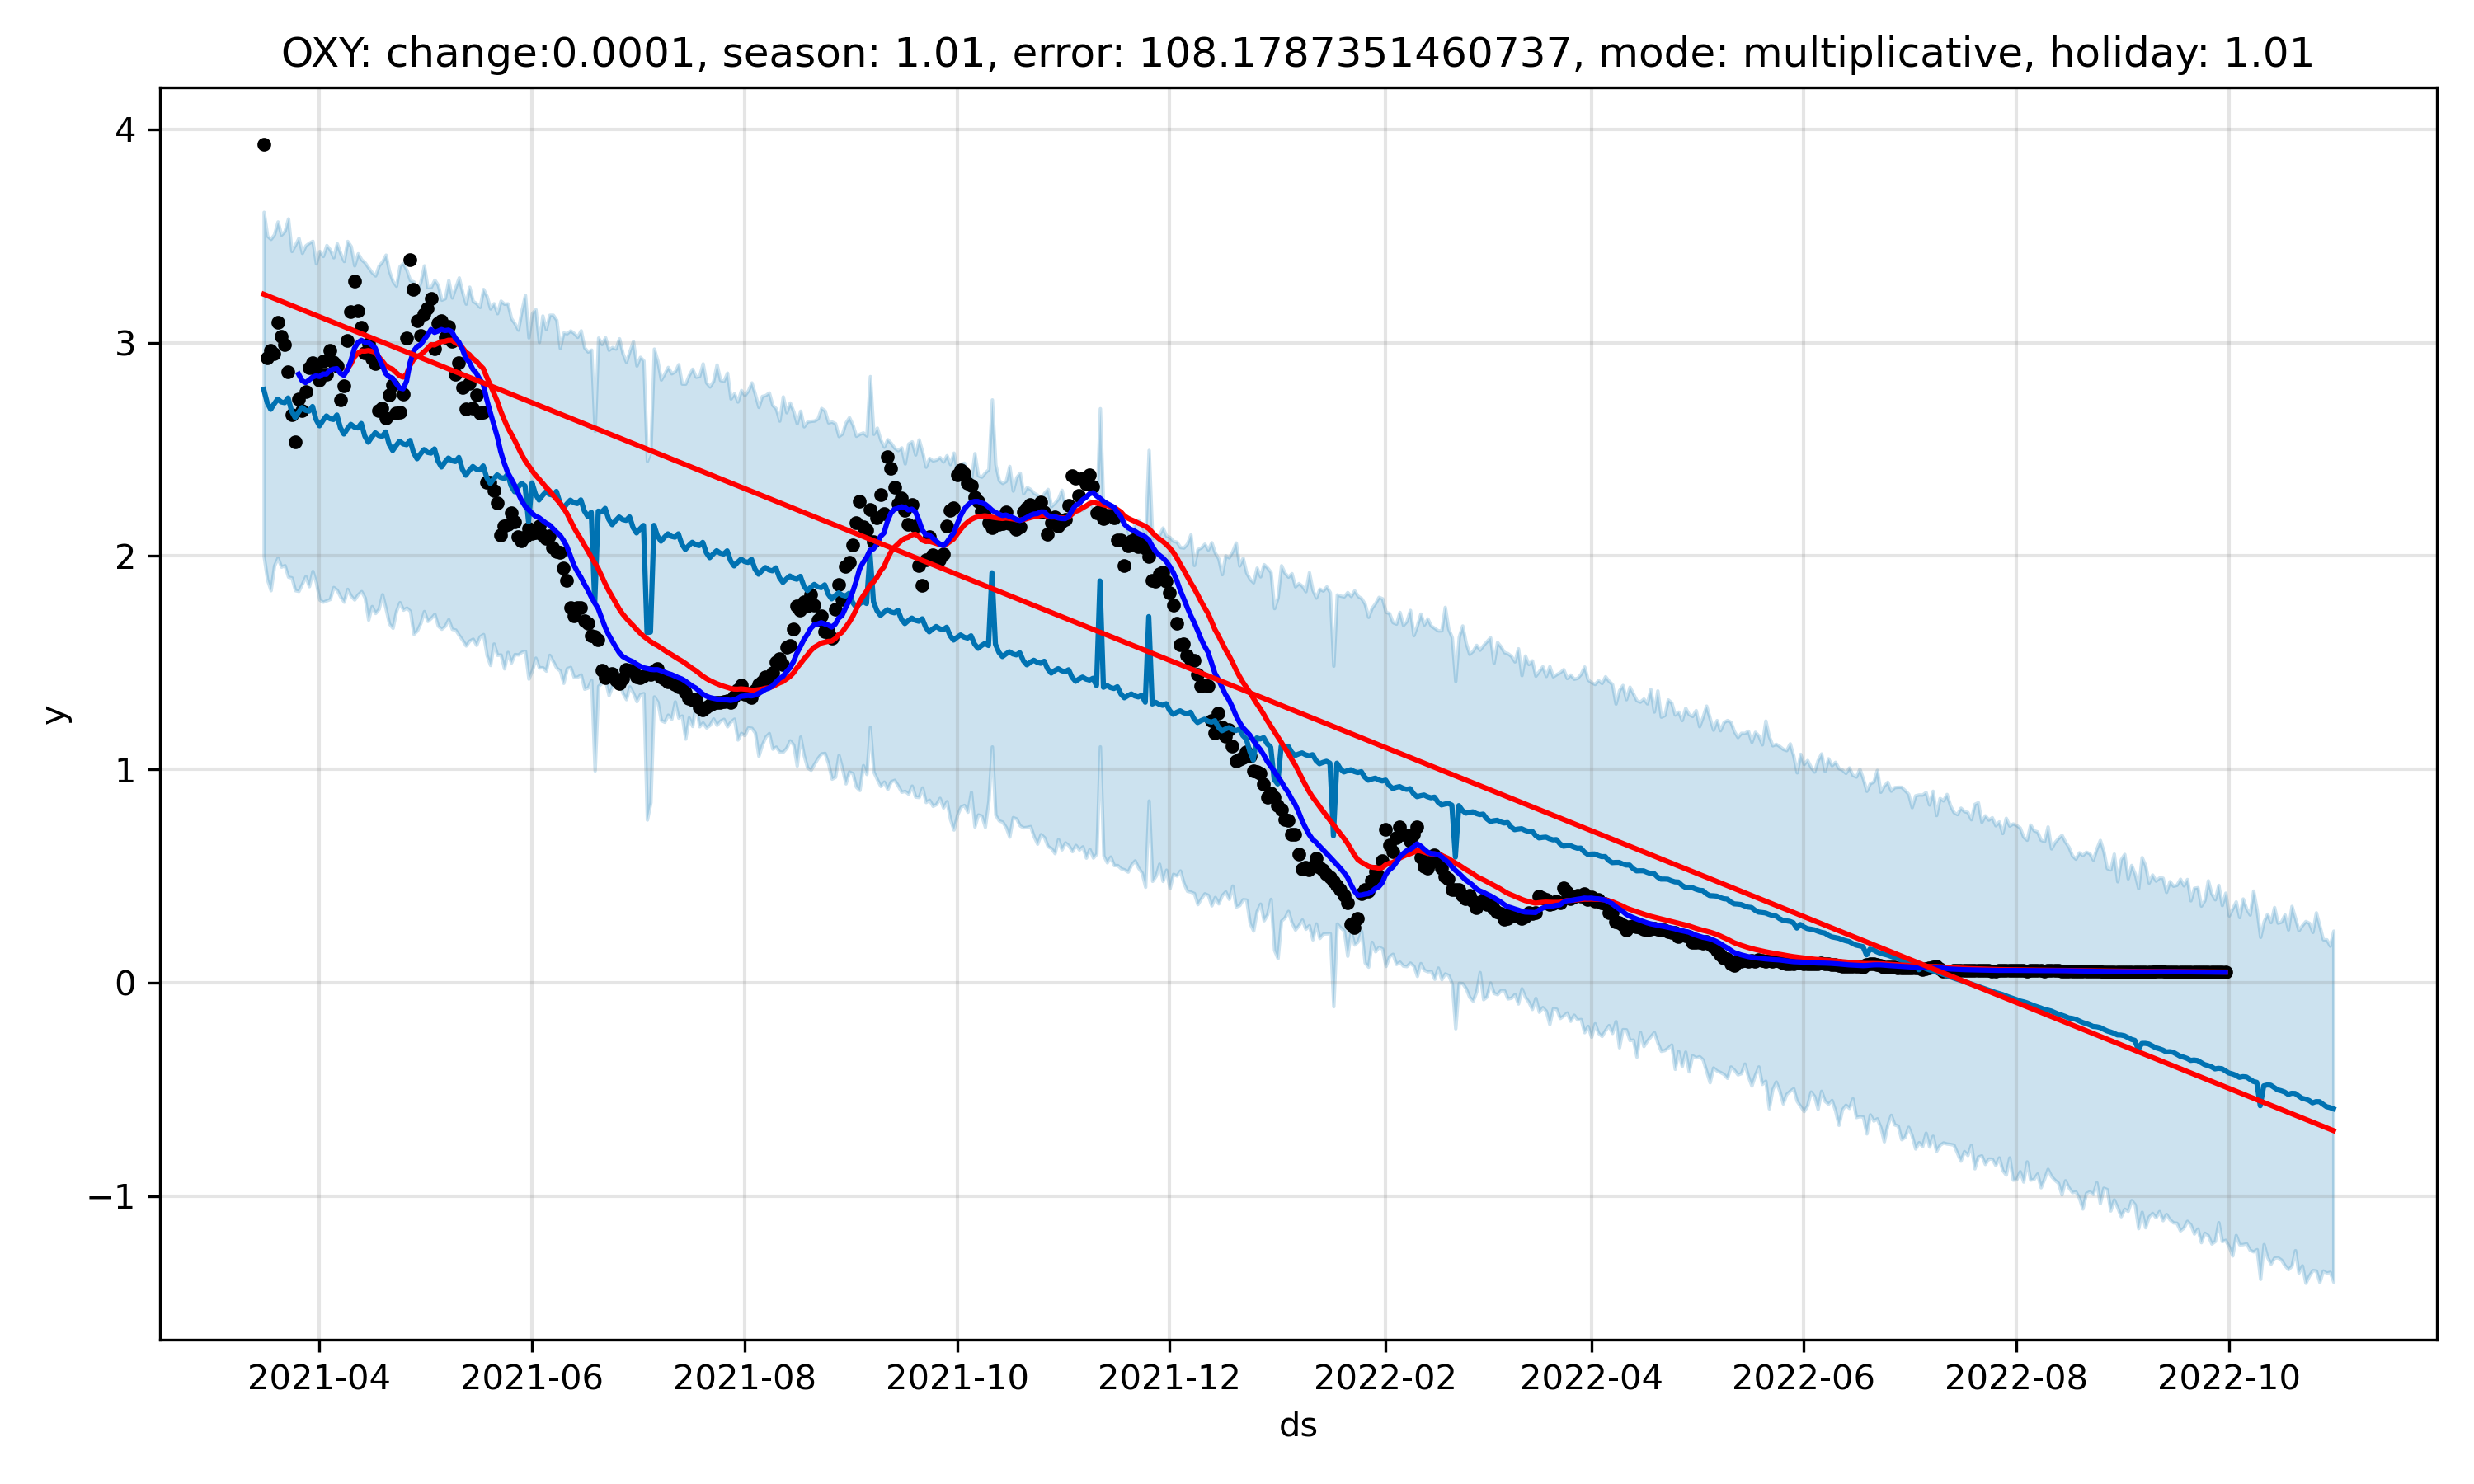 OXY: change:0.0001, season: 1.01, error: 108.1787351460737, mode: multiplicative, holiday: 1.01
4
3
2
1
0
−1
y
2021-04 2021-06 2021-08 2021-10 2021-12 2022-02 2022-04 2022-06 2022-08 2022-10
ds